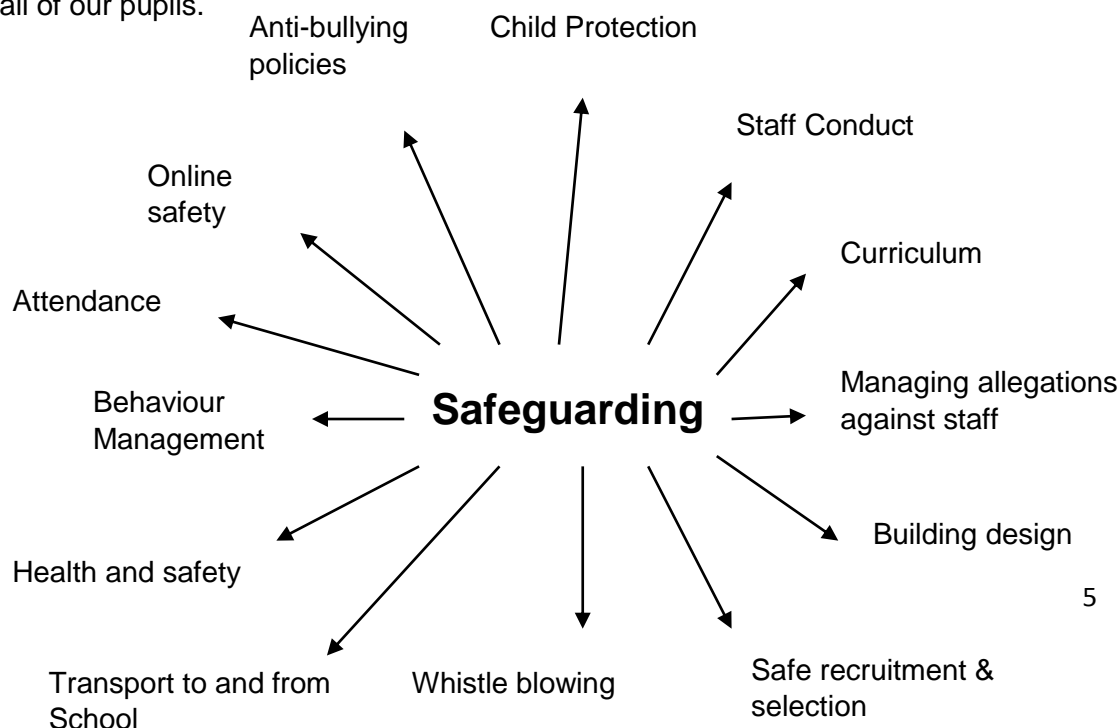 all of our pupils.
Anti-bullying
policies
Child Protection
Staff Conduct
Online
safety
Curriculum
Attendance
Managing allegations
against staff
Behaviour
Management
Safeguarding
Building design
Health and safety
5
Transport to and from
School
Whistle blowing
Safe recruitment &
selection